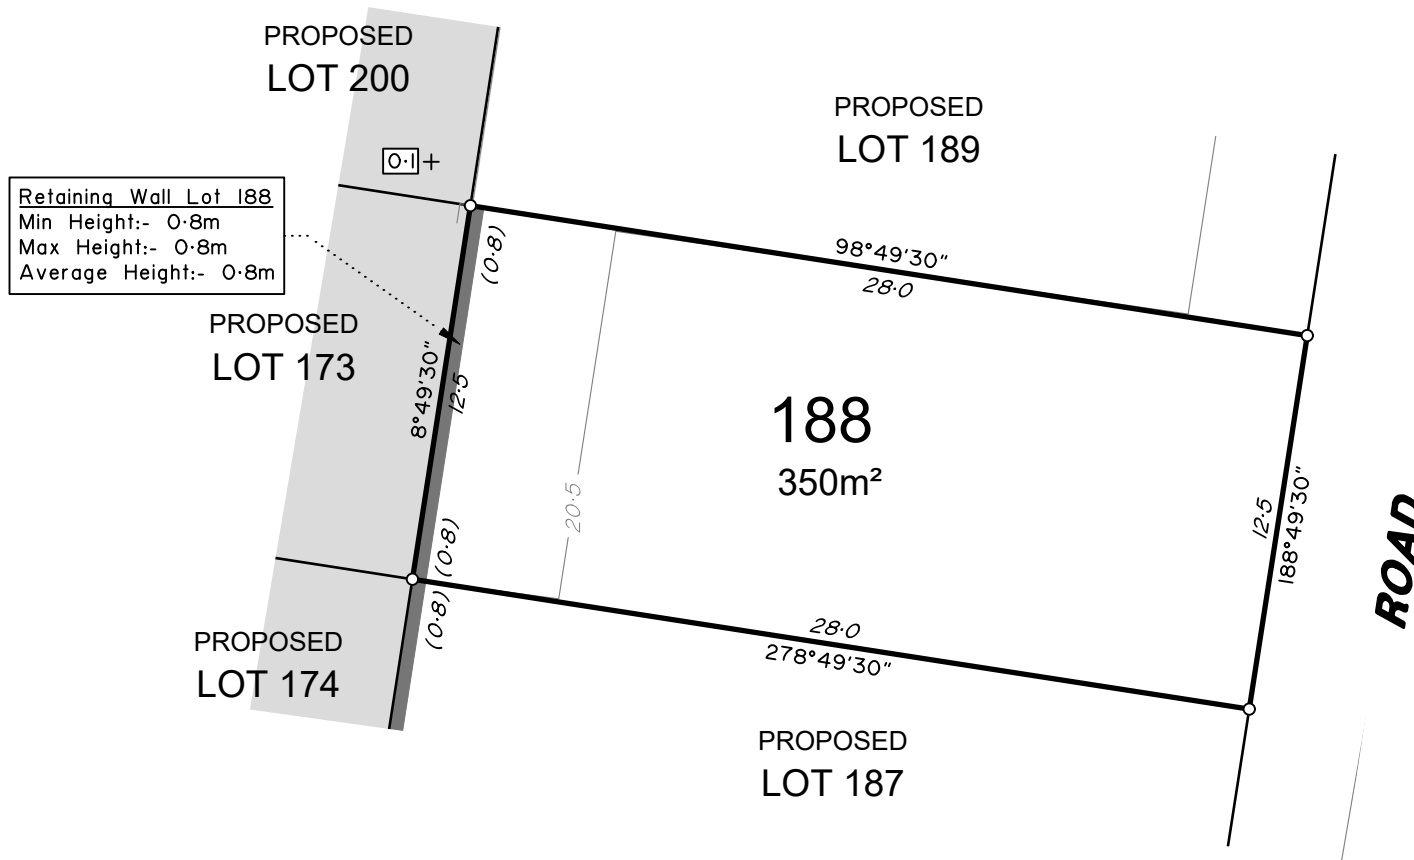 PROPOSED
LOT 200
PROPOSED
LOT 189
0·1
Retaining Wall Lot 188
Min Height:- 0·8m
Max Height:- 0·8m
Average Height:- 0·8m
(0·8)
98°49'30"
28·0
PROPOSED
LOT 173
8°49'30"
12·5
188
350m²
20·5
12·5
188°49'30"
ROAD
(0·8)
(0·8)
28·0
278°49'30"
PROPOSED
LOT 174
PROPOSED
LOT 187